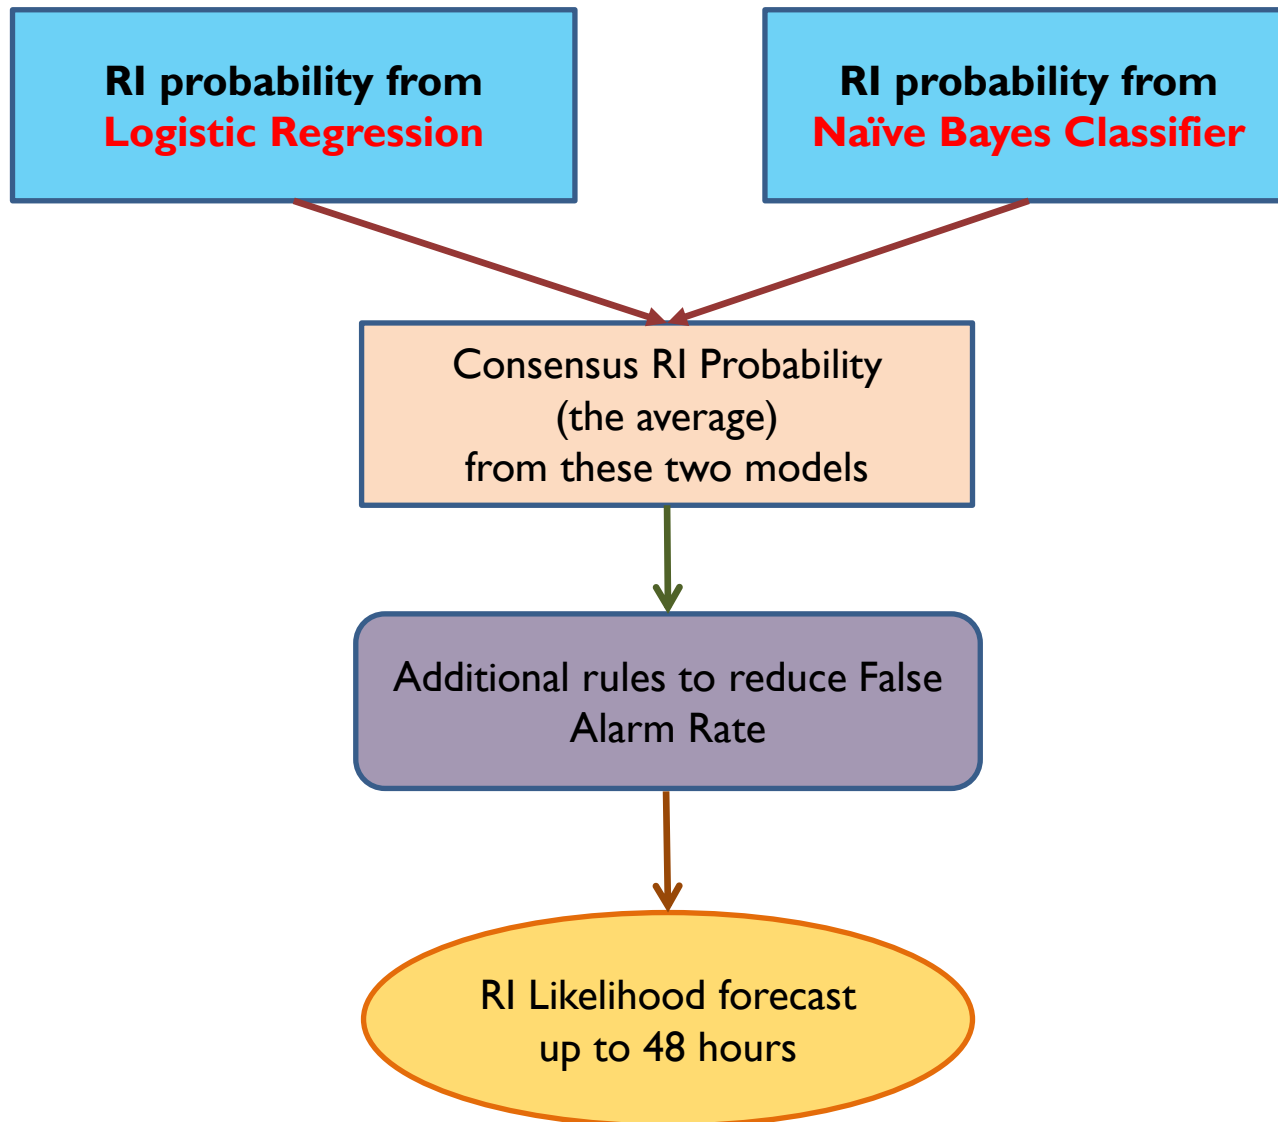 RI probability from
Logistic Regression
RI probability from
Naïve Bayes Classifier
Consensus RI Probability
(the average)
from these two models
Additional rules to reduce False
Alarm Rate
RI Likelihood forecast
up to 48 hours